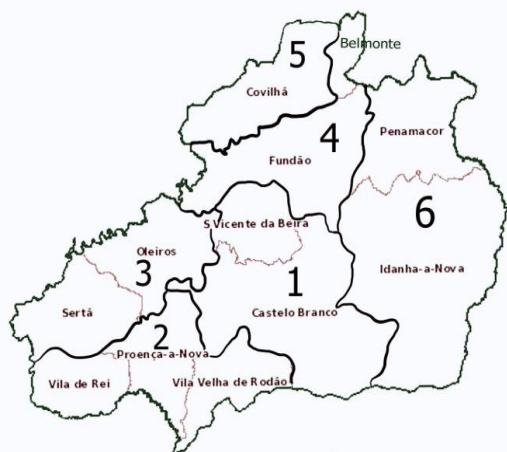 Belmonte
5
Covilhã
4
Fundão
Penamacor
6
S Vicente da Beira
Oleiros
3
Idanha-a-Nova
1
Sertã
Castelo Branco
2
Proença-a-Nova
Vila de Rei
Vila Velha de Rodão